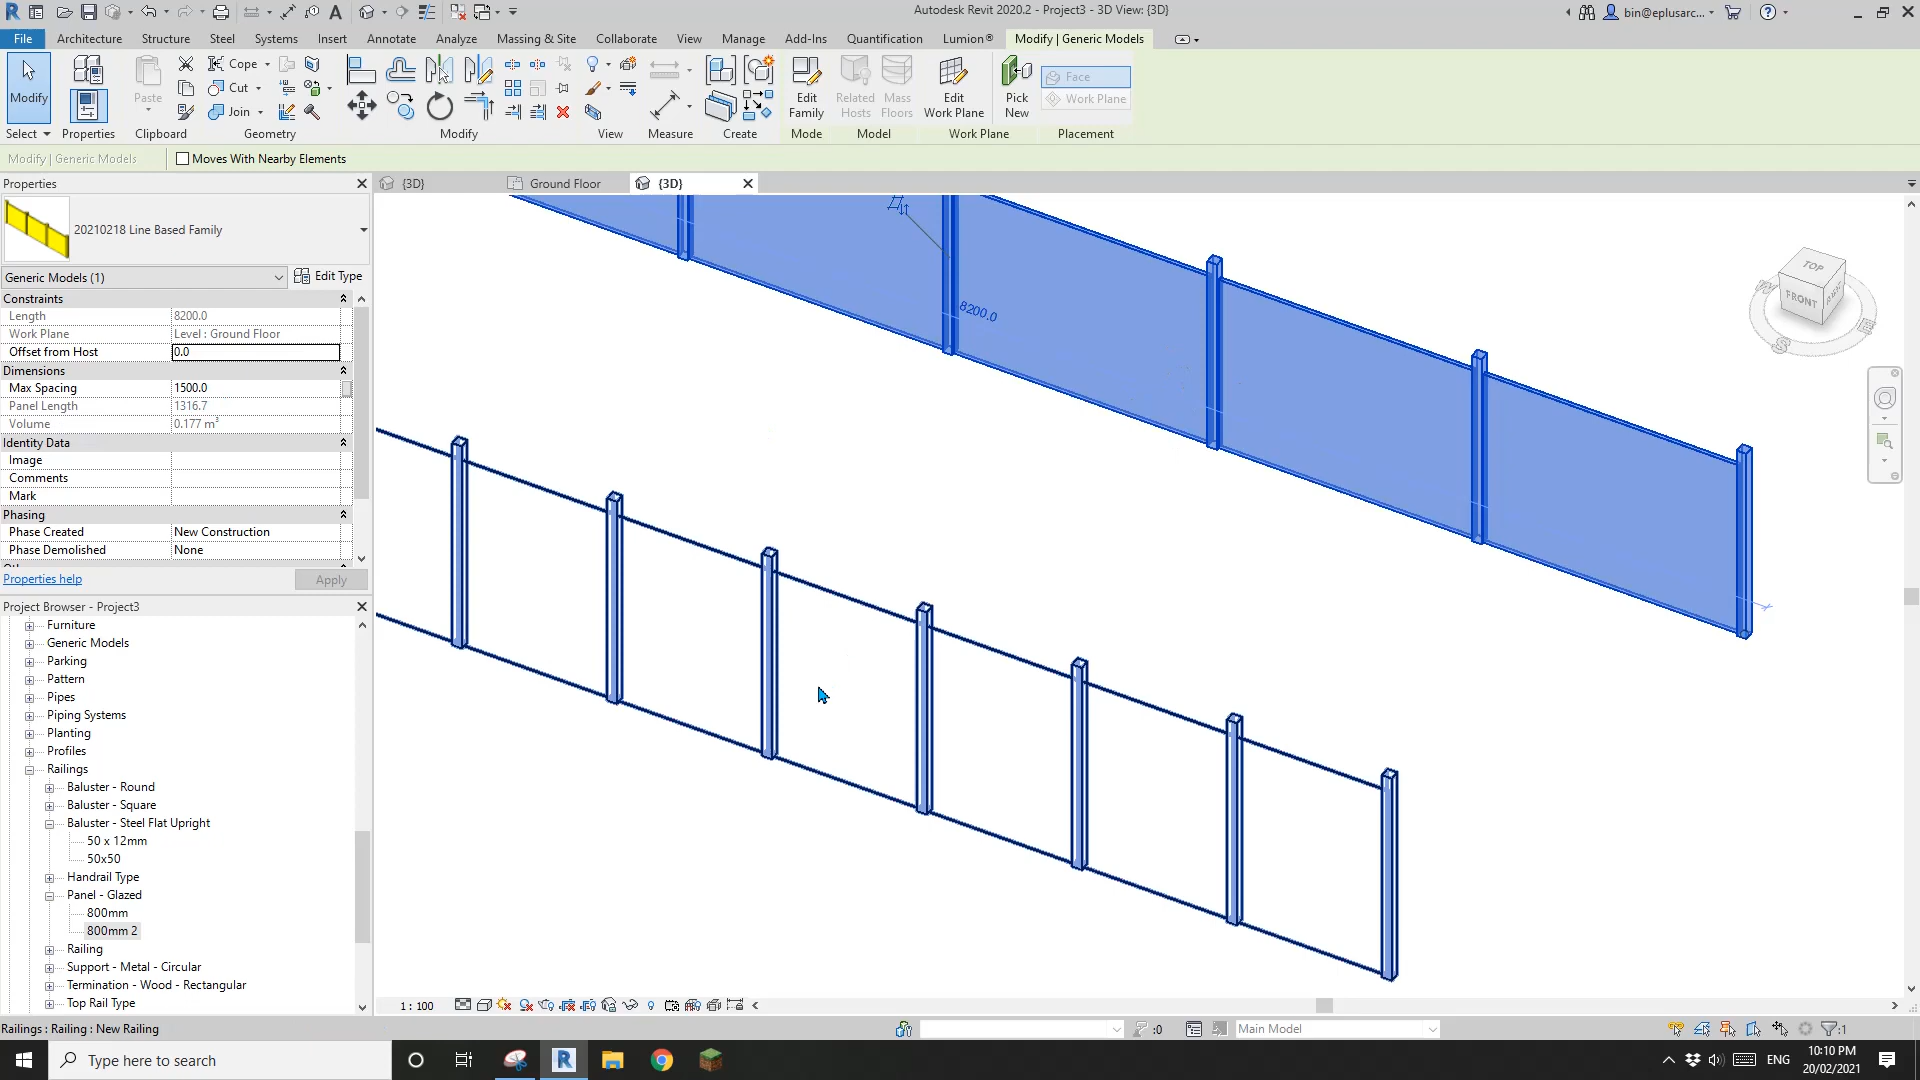 Autodesk Revit 2020.2 - Project3 - 3D View: {3D}
bin@eplusarc...
File Architecture Structure Steel Systems Insert Annotate Analyze Massing & Site Collaborate View Manage Add-Ins Quantification Lumion® Modify | Generic Models
Modify
Select
Properties
Paste
Clipboard
Cope
Cut
Join
Geometry
Modify
View
Measure
Create
Edit
Family
Mode
Related
Hosts
Mass
Floors
Model
Edit
Work Plane
Work Plane
Pick
New
Face
Work Plane
Placement
Modify | Generic Models
Moves With Nearby Elements
Properties
20210218 Line Based Family
Generic Models (1)
Edit Type
Constraints
Length 8200.0
Work Plane Level : Ground Floor
Offset from Host 0.0
Dimensions
Max Spacing 1500.0
Panel Length 1316.7
Volume 0.177 m³
Identity Data
Image
Comments
Mark
Phasing
Phase Created New Construction
Phase Demolished None
Properties help
Apply
Project Browser - Project3
Furniture
Generic Models
Parking
Pattern
Pipes
Piping Systems
Planting
Profiles
Railings
Baluster - Round
Baluster - Square
Baluster - Steel Flat Upright
50 x 12mm
50x50
Handrail Type
Panel - Glazed
800mm
800mm 2
Railing
Support - Metal - Circular
Termination - Wood - Rectangular
Top Rail Type
{3D}
Ground Floor
{3D}
8200.0
TOP
FRONT
W
S
E
1 : 100
Railings : Railing : New Railing
:0
Main Model
:1
Type here to search
ENG
10:10 PM
20/02/2021